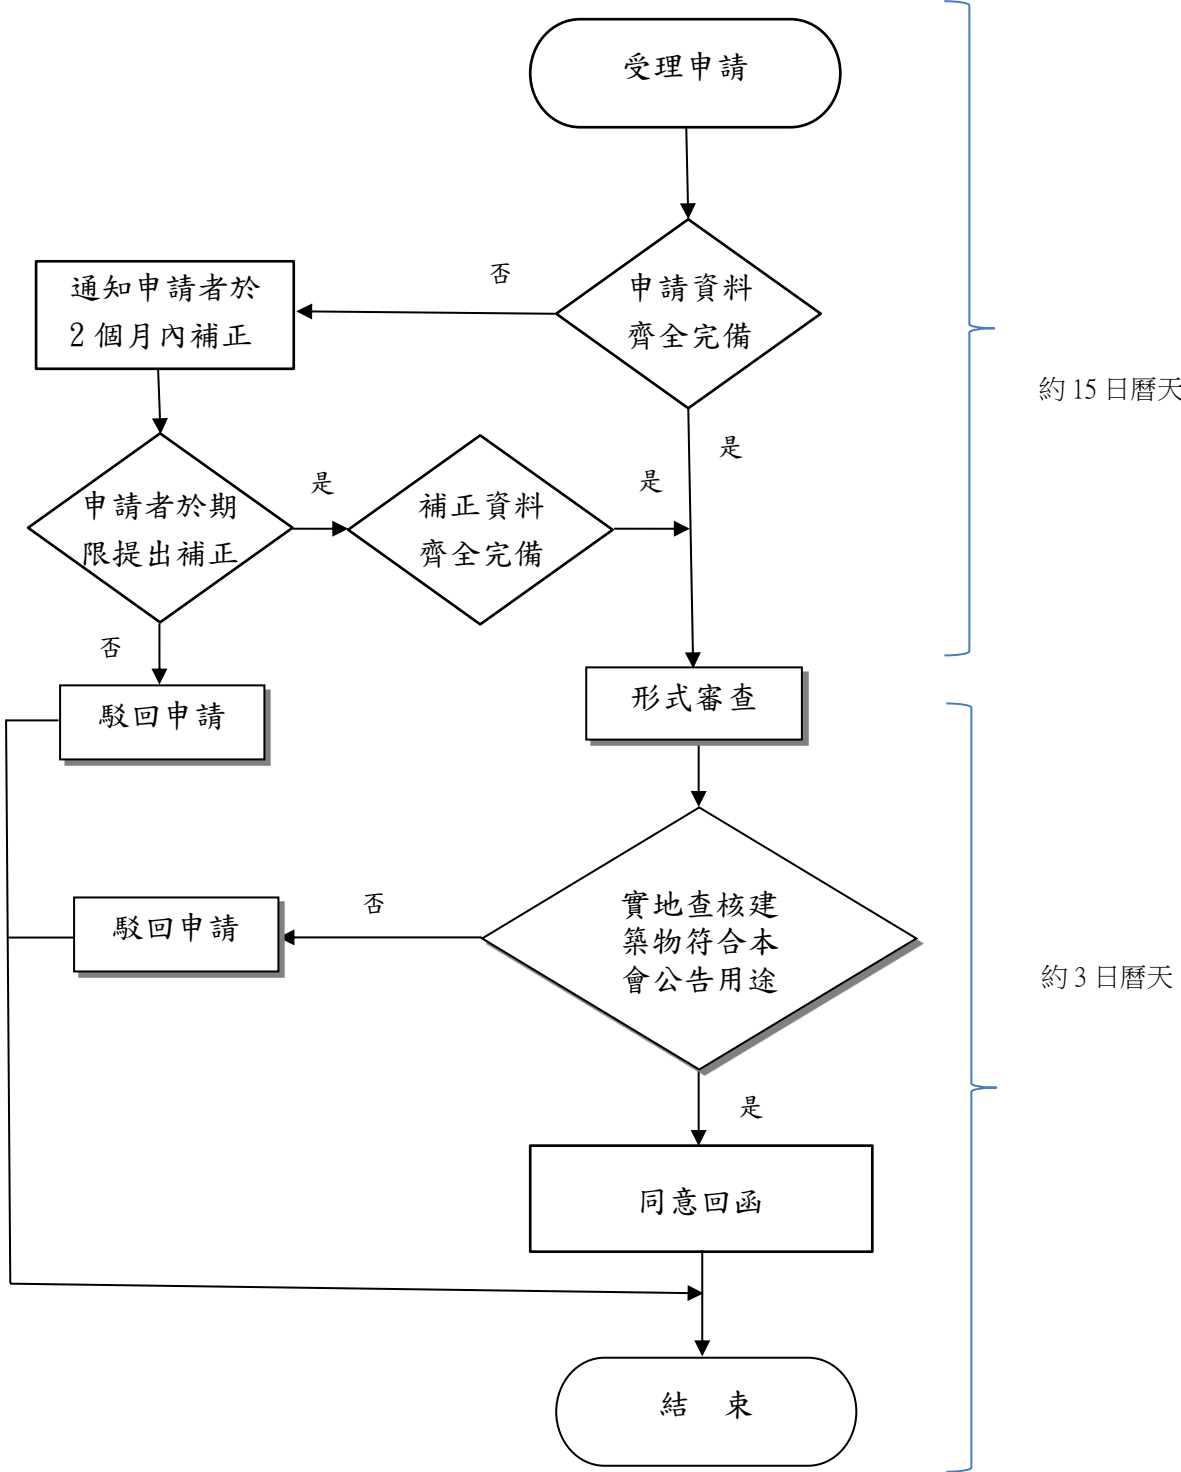 受理申請
否
申請資料
齊全完備
通知申請者於
2個月內補正
約15日曆天
是
申請者於期
限提出補正
是
補正資料
齊全完備
是
否
駁回申請
形式審查
駁回申請
否
實地查核建
築物符合本
會公告用途
約3日曆天
是
同意回函
結 束